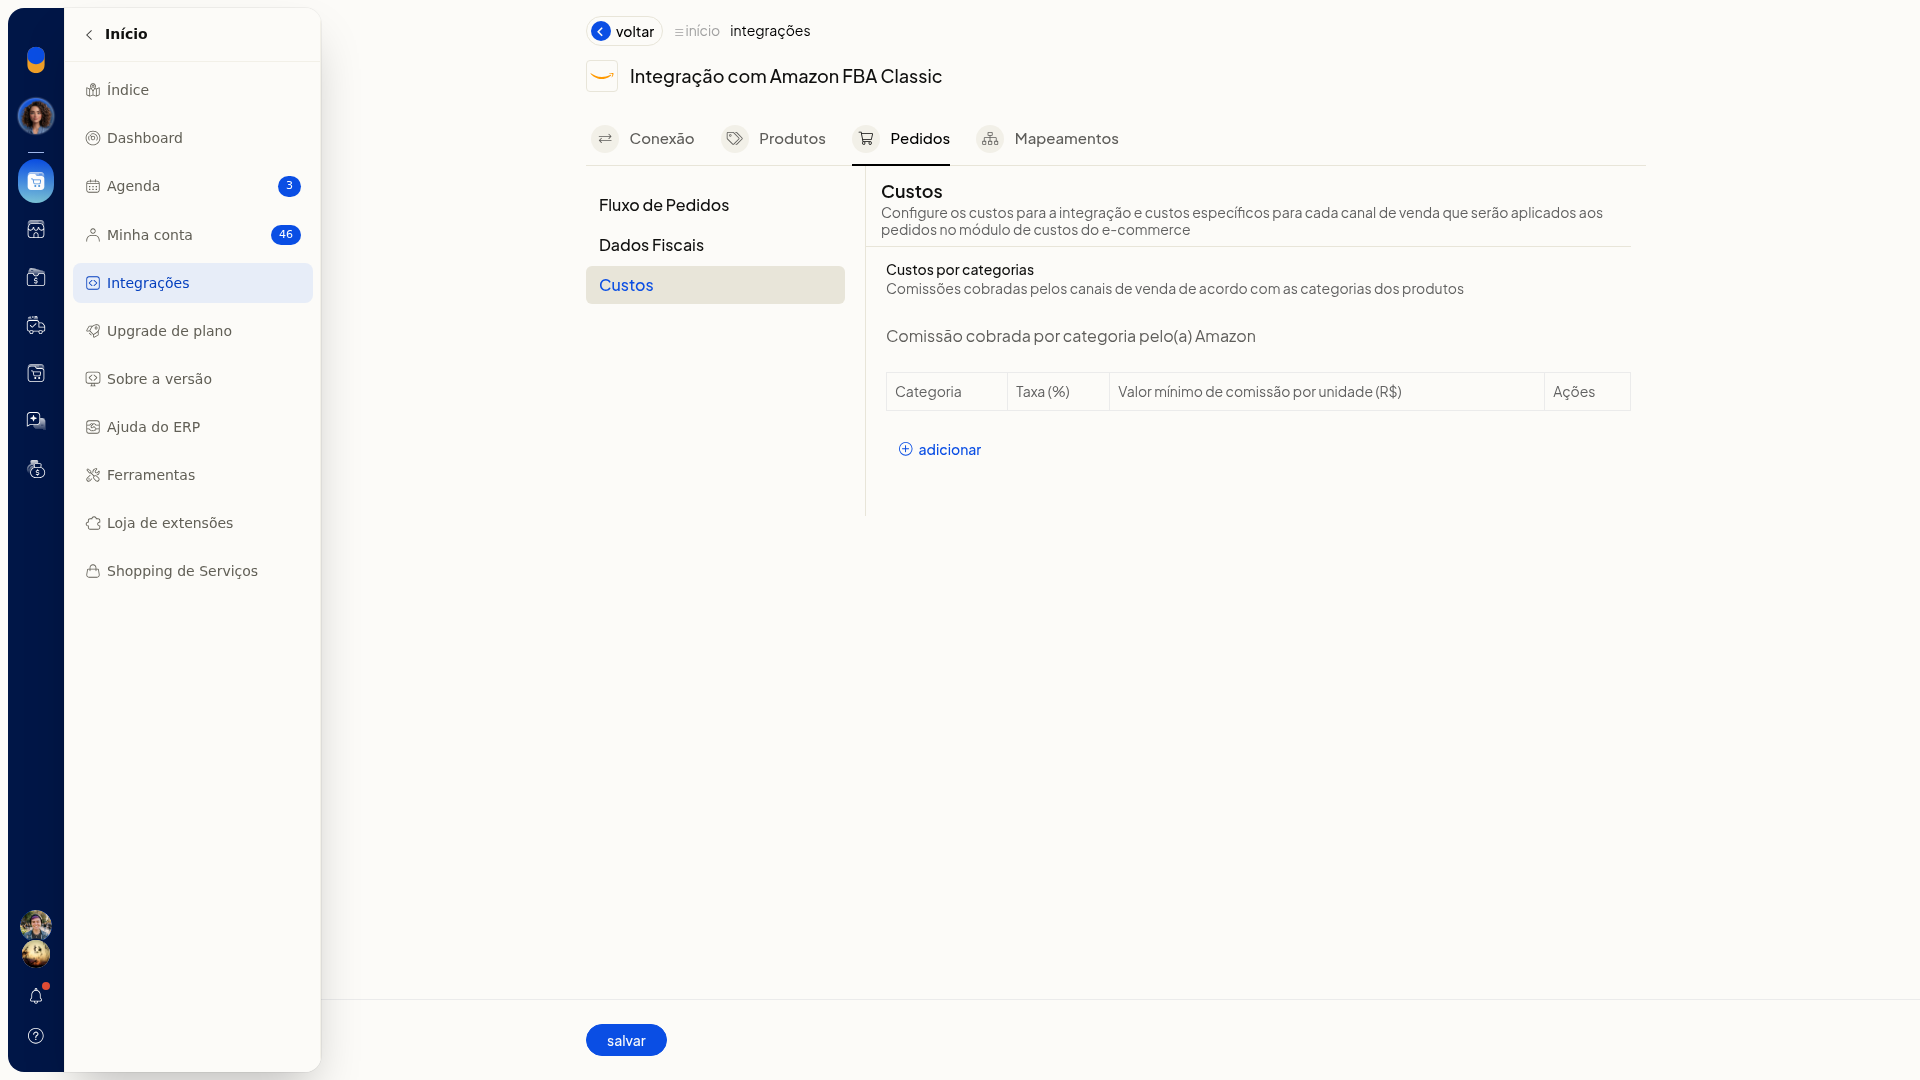 Início
Índice
Dashboard
Agenda
3
Minha conta
46
Integrações
Upgrade de plano
Sobre a versão
Ajuda do ERP
Ferramentas
Loja de extensões
Shopping de Serviços
voltar
início
integrações
Integração com Amazon FBA Classic
Conexão
Produtos
Pedidos
Mapeamentos
Fluxo de Pedidos
Dados Fiscais
Custos
Custos
Configure os custos para a integração e custos específicos para cada canal de venda que serão aplicados aos
pedidos no módulo de custos do e-commerce
Custos por categorias
Comissões cobradas pelos canais de venda de acordo com as categorias dos produtos
Comissão cobrada por categoria pelo(a) Amazon
Categoria
Taxa (%)
Valor mínimo de comissão por unidade (R$)
Ações
adicionar
salvar